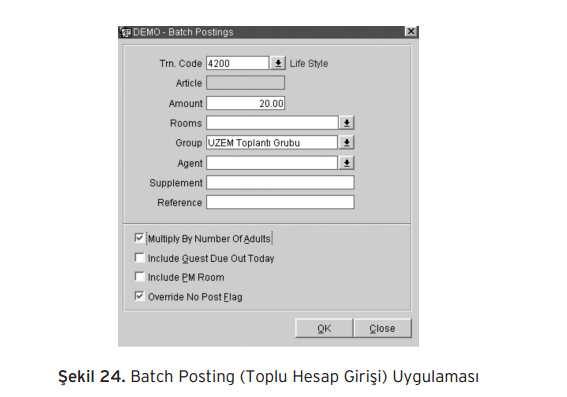 DEMO - Batch Postings
Trn. Code 4200 Life Style
Article
Amount 20.00
Rooms
Group UZEM Toplantı Grubu
Agent
Supplement
Reference
Multiply By Number Of Adults
Include Guest Due Out Today
Include PM Room
Override No Post Flag
OK Close
Şekil 24. Batch Posting (Toplu Hesap Girişi) Uygulaması